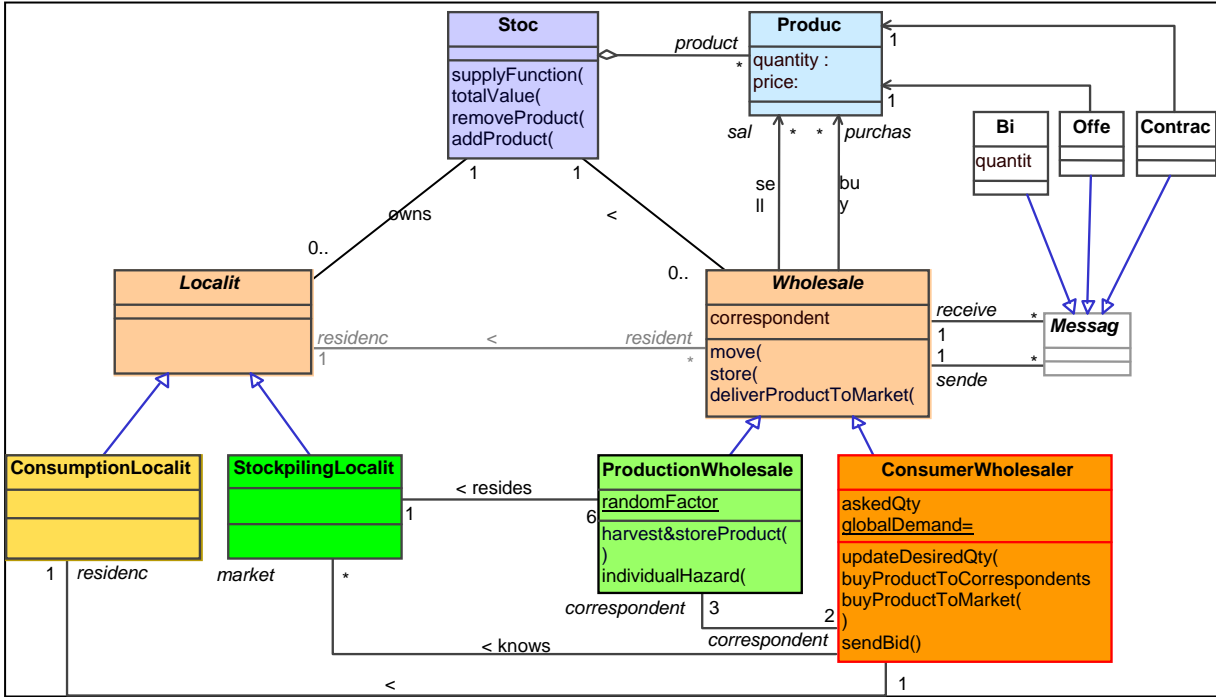 Stoc
supplyFunction(
totalValue(
removeProduct(
addProduct(
product
*
Produc
quantity :
price:
1
1
Bi
quantit
Offe
Contrac
sal
*
*
purchas
se
ll
bu
y
1
1
owns
<
0..
0..
Localit
residenc
1
<
resident
*
Wholesale
correspondent
move(
store(
deliverProductToMarket(
receive
*
1
1
*
sende
Messag
ConsumptionLocalit
StockpilingLocalit
< resides
1
6
ProductionWholesale
randomFactor
harvest&storeProduct(
)
individualHazard(
ConsumerWholesaler
askedQty
globalDemand=
updateDesiredQty(
buyProductToCorrespondents
buyProductToMarket(
)
sendBid()
1
residenc
market
*
correspondent
3
2
correspondent
< knows
<
1